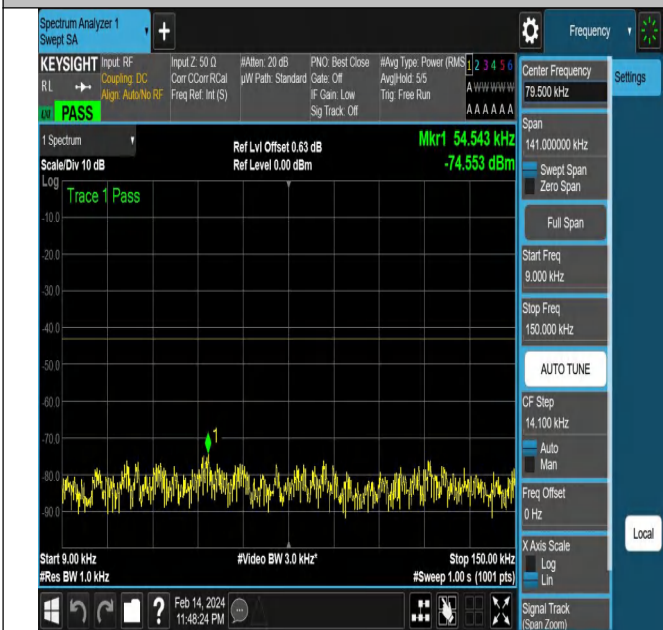 Spectrum Analyzer 1
Swept SA
+
Frequency
KEYSIGHT
RL
PASS
Input: RF
Coupling: DC
Align: Auto/No RF
Input Z: 50 Ω
Corr CCorr RCal
Freq Ref: Int (S)
#Atten: 20 dB
µW Path: Standard
PNO: Best Close
Gate: Off
IF Gain: Low
Sig Track: Off
#Avg Type: Power (RMS
Avg|Hold: 5/5
Trig: Free Run
1 2 3 4 5 6
A W W W W W
A A A A A A
1 Spectrum
Scale/Div 10 dB
Ref Lvl Offset 0.63 dB
Ref Level 0.00 dBm
Mkr1 54.543 kHz
-74.553 dBm
Log
Trace 1 Pass
-10.0
-20.0
-30.0
-40.0
-50.0
-60.0
-70.0
-80.0
-90.0
1
Start 9.00 kHz
#Res BW 1.0 kHz
#Video BW 3.0 kHz*
Stop 150.00 kHz
#Sweep 1.00 s (1001 pts)
?
Feb 14, 2024
11:48:24 PM
Center Frequency
79.500 kHz
Span
141.000000 kHz
Swept Span
Zero Span
Full Span
Start Freq
9.000 kHz
Stop Freq
150.000 kHz
AUTO TUNE
CF Step
14.100 kHz
Auto
Man
Freq Offset
0 Hz
X Axis Scale
Log
Lin
Signal Track
(Span Zoom)
Settings
Local